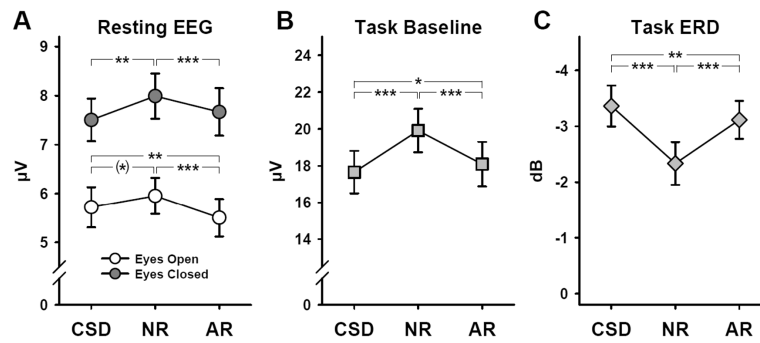 A Resting EEG
9
8
7
6
5
0
µV
** ***
**
(*) ***
Eyes Open
Eyes Closed
CSD NR AR
B Task Baseline
24
22
20
18
16
14
0
µV
*
*** ***
CSD NR AR
C Task ERD
-4
-3
-2
-1
0
dB
**
*** ***
CSD NR AR